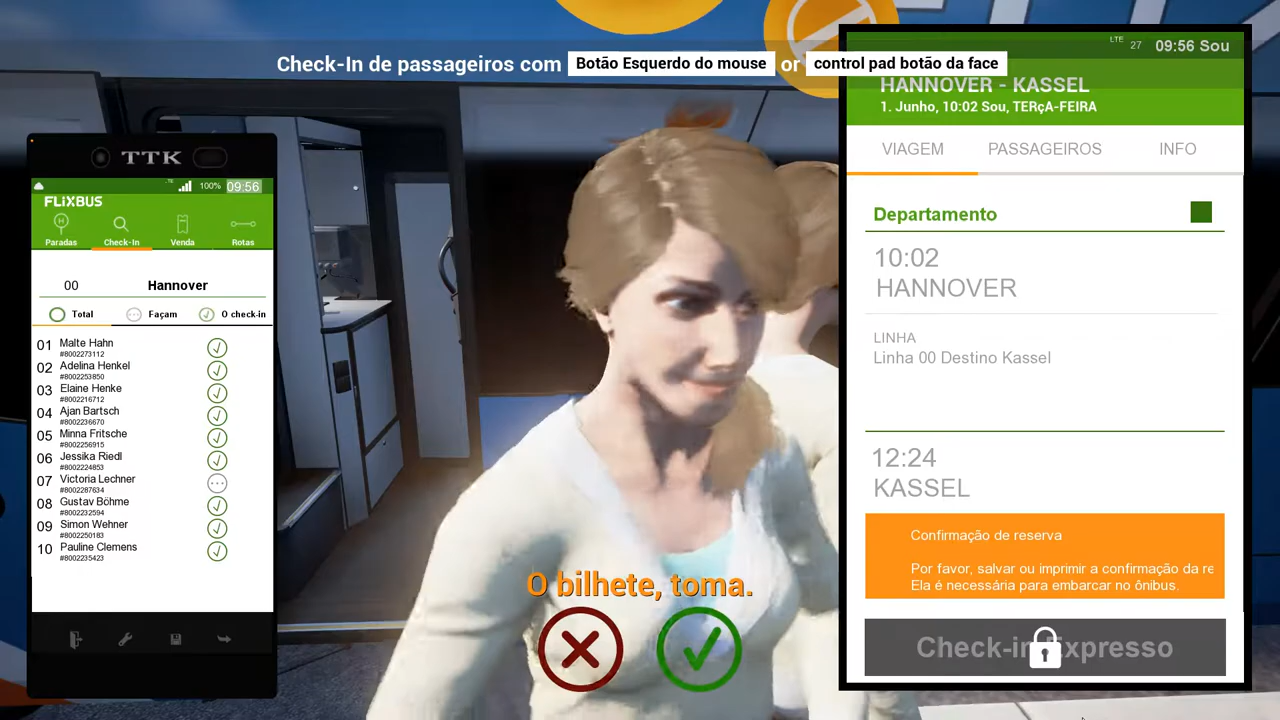 Check-In de passageiros com Botão Esquerdo do mouse or control pad botão da face
TTK
100% 09:56
FLiXBUS
Paradas Check-In Venda Rotas
00 Hannover
Total Façam O check-in
01 Malte Hahn
#8002273112
02 Adelina Henkel
#8002253850
03 Elaine Henke
#8002216712
04 Ajan Bartsch
#8002236670
05 Minna Fritsche
#8002256915
06 Jessika Riedl
#8002224853
07 Victoria Lechner
#8002287634
08 Gustav Böhme
#8002232594
09 Simon Wehner
#8002250183
10 Pauline Clemens
#8002235423
O bilhete, toma.
LTE 27 09:56 Sou
HANNOVER - KASSEL
1. Junho, 10:02 Sou, TERçA-FEIRA
VIAGEM PASSAGEIROS INFO
Departamento
10:02
HANNOVER
LINHA
Linha 00 Destino Kassel
12:24
KASSEL
Confirmação de reserva
Por favor, salvar ou imprimir a confirmação da re
Ela é necessária para embarcar no ônibus.
Check-in Expresso